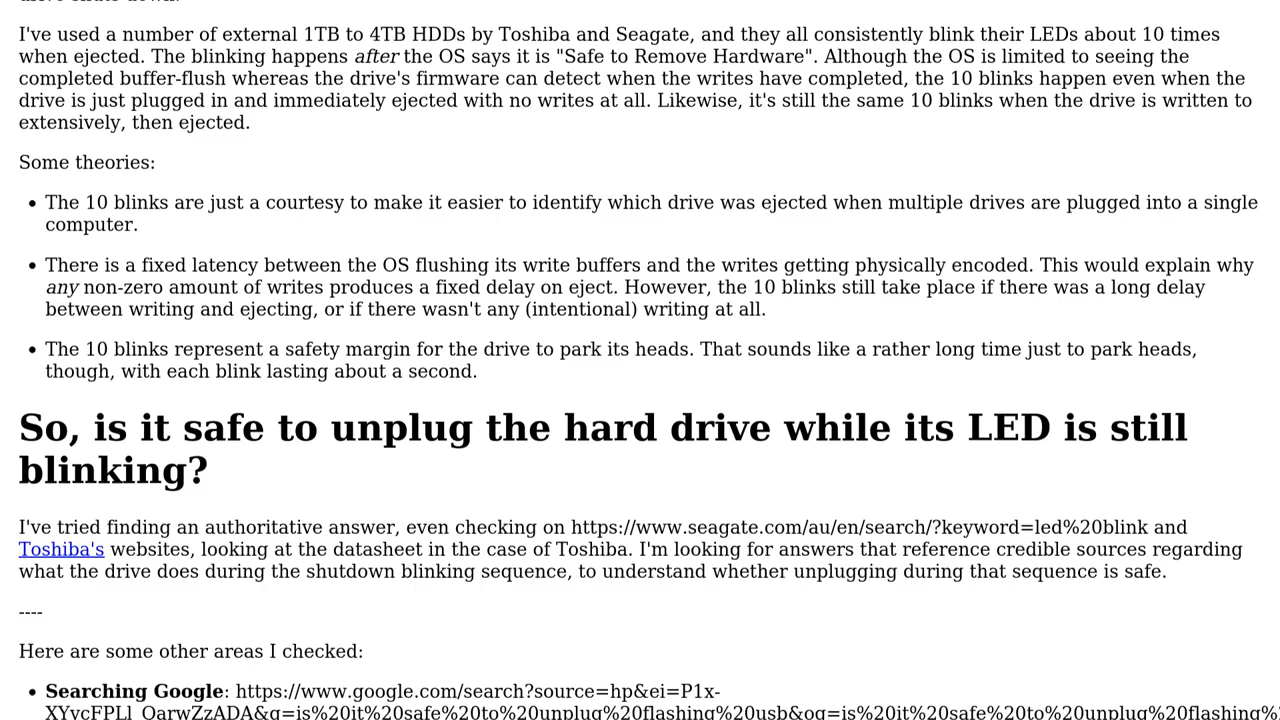 I've used a number of external 1TB to 4TB HDDs by Toshiba and Seagate, and they all consistently blink their LEDs about 10 times
when ejected. The blinking happens after the OS says it is "Safe to Remove Hardware". Although the OS is limited to seeing the
completed buffer-flush whereas the drive's firmware can detect when the writes have completed, the 10 blinks happen even when the
drive is just plugged in and immediately ejected with no writes at all. Likewise, it's still the same 10 blinks when the drive is written to
extensively, then ejected.
Some theories:
• The 10 blinks are just a courtesy to make it easier to identify which drive was ejected when multiple drives are plugged into a single
computer.
• There is a fixed latency between the OS flushing its write buffers and the writes getting physically encoded. This would explain why
any non-zero amount of writes produces a fixed delay on eject. However, the 10 blinks still take place if there was a long delay
between writing and ejecting, or if there wasn't any (intentional) writing at all.
• The 10 blinks represent a safety margin for the drive to park its heads. That sounds like a rather long time just to park heads,
though, with each blink lasting about a second.
So, is it safe to unplug the hard drive while its LED is still
blinking?
I've tried finding an authoritative answer, even checking on https://www.seagate.com/au/en/search/?keyword=led%20blink and
Toshiba's websites, looking at the datasheet in the case of Toshiba. I'm looking for answers that reference credible sources regarding
what the drive does during the shutdown blinking sequence, to understand whether unplugging during that sequence is safe.
----
Here are some other areas I checked:
• Searching Google: https://www.google.com/search?source=hp&ei=P1x-